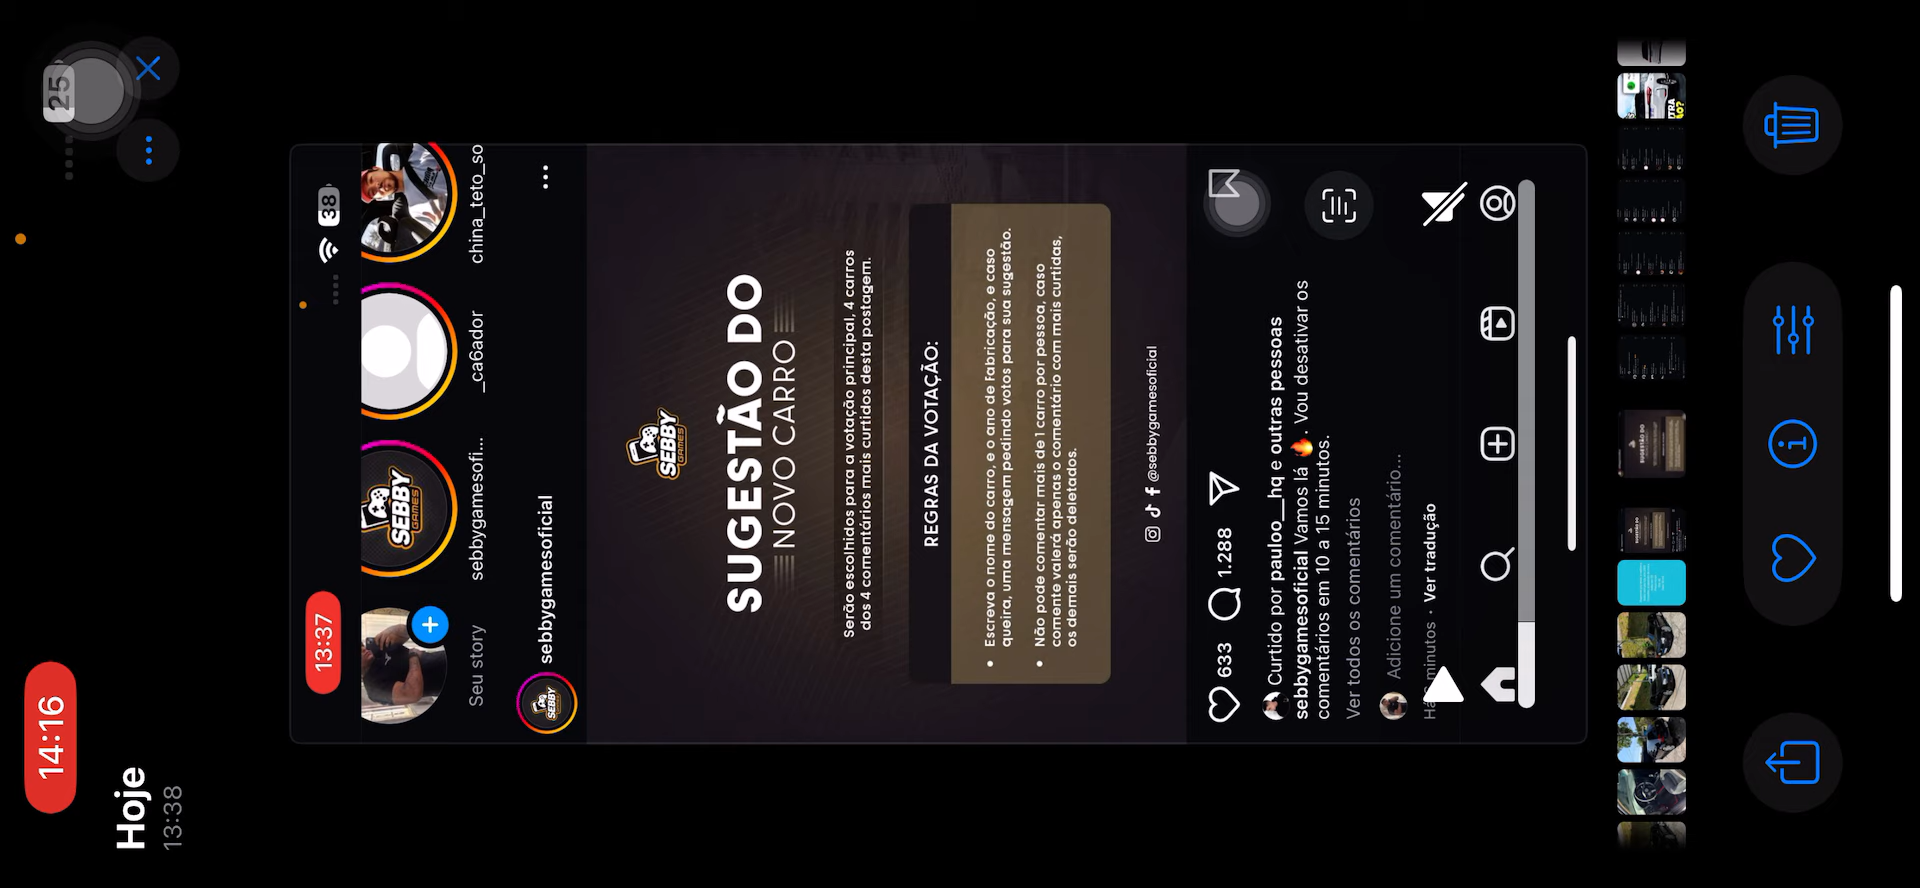 14:16
25
Hoje
13:38
13:37
38
Seu story
sebbygamesofi...
_ca6ador
china_teto_so
SEBBY
GAMES
sebbygamesoficial
SEBBY
GAMES
SUGESTÃO DO
NOVO CARRO
Serão escolhidos para a votação principal, 4 carros
dos 4 comentários mais curtidos desta postagem.
REGRAS DA VOTAÇÃO:
• Escreva o nome do carro, e o ano de Fabricação, e caso
queira, uma mensagem pedindo votos para sua sugestão.
• Não pode comentar mais de 1 carro por pessoa, caso
comente valerá apenas o comentário com mais curtidas,
os demais serão deletados.
@sebbygamesoficial
633 1.288
Curtido por pauloo__hq e outras pessoas
sebbygamesoficial Vamos lá 🔥. Vou desativar os
comentários em 10 a 15 minutos.
Ver todos os comentários
Adicione um comentário...
minutos · Ver tradução